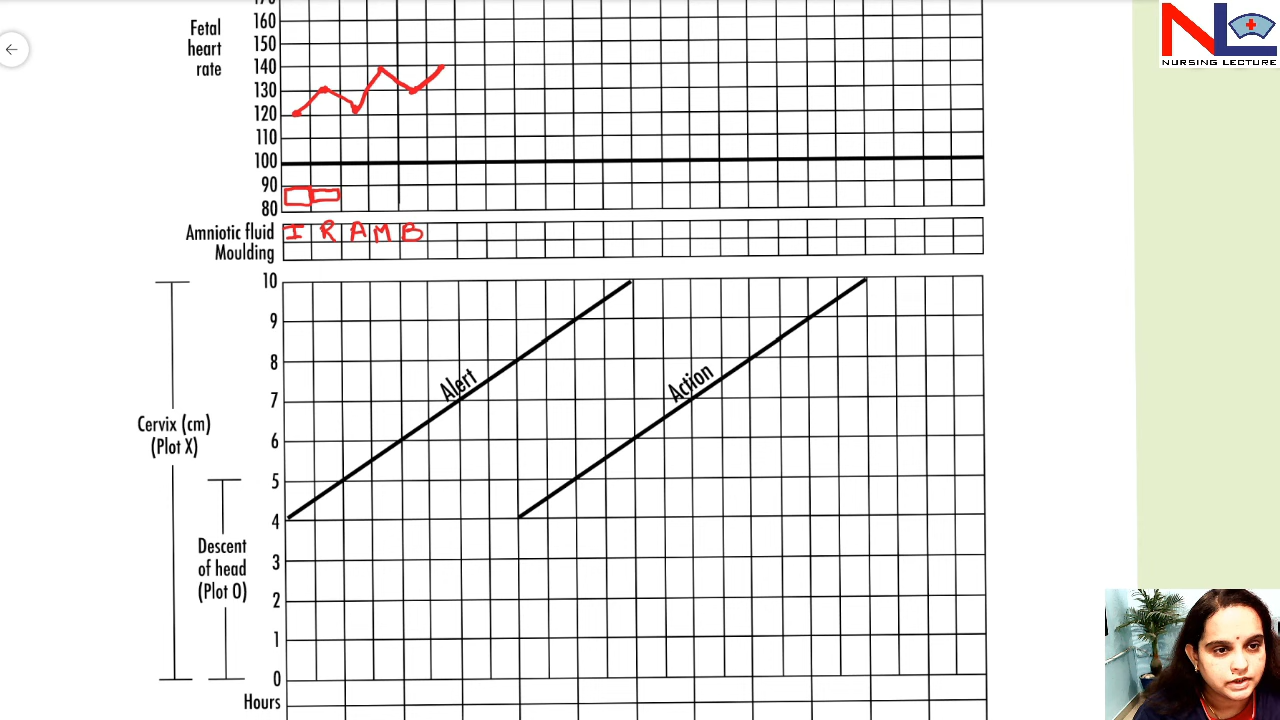 170
Fetal
heart
rate
160
150
140
130
120
110
100
90
80
NL
NURSING LECTURE
Amniotic fluid I R A M B
Moulding
10
9
8
7
6
5
4
3
2
1
0
Alert
Action
Cervix (cm)
(Plot X)
Descent
of head
(Plot O)
Hours